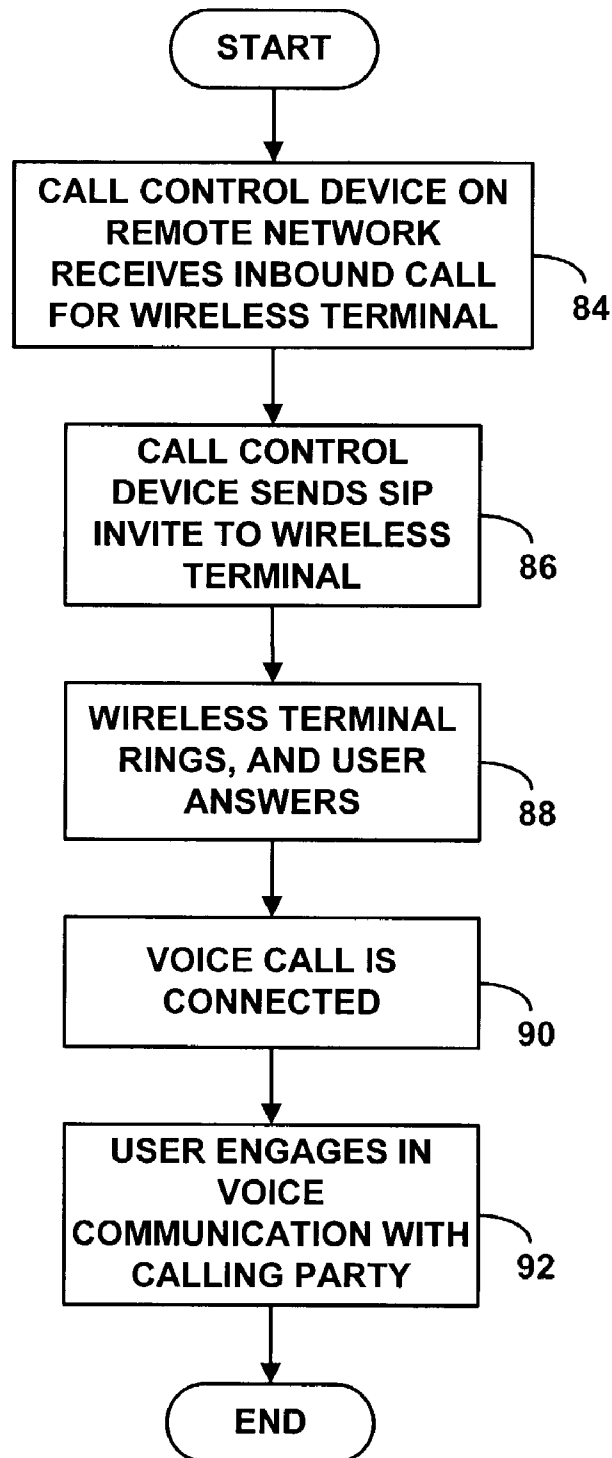 START
CALL CONTROL DEVICE ON
REMOTE NETWORK
RECEIVES INBOUND CALL
FOR WIRELESS TERMINAL
84
CALL CONTROL
DEVICE SENDS SIP
INVITE TO WIRELESS
TERMINAL
86
WIRELESS TERMINAL
RINGS, AND USER
ANSWERS
88
VOICE CALL IS
CONNECTED
90
USER ENGAGES IN
VOICE
COMMUNICATION WITH
CALLING PARTY
92
END